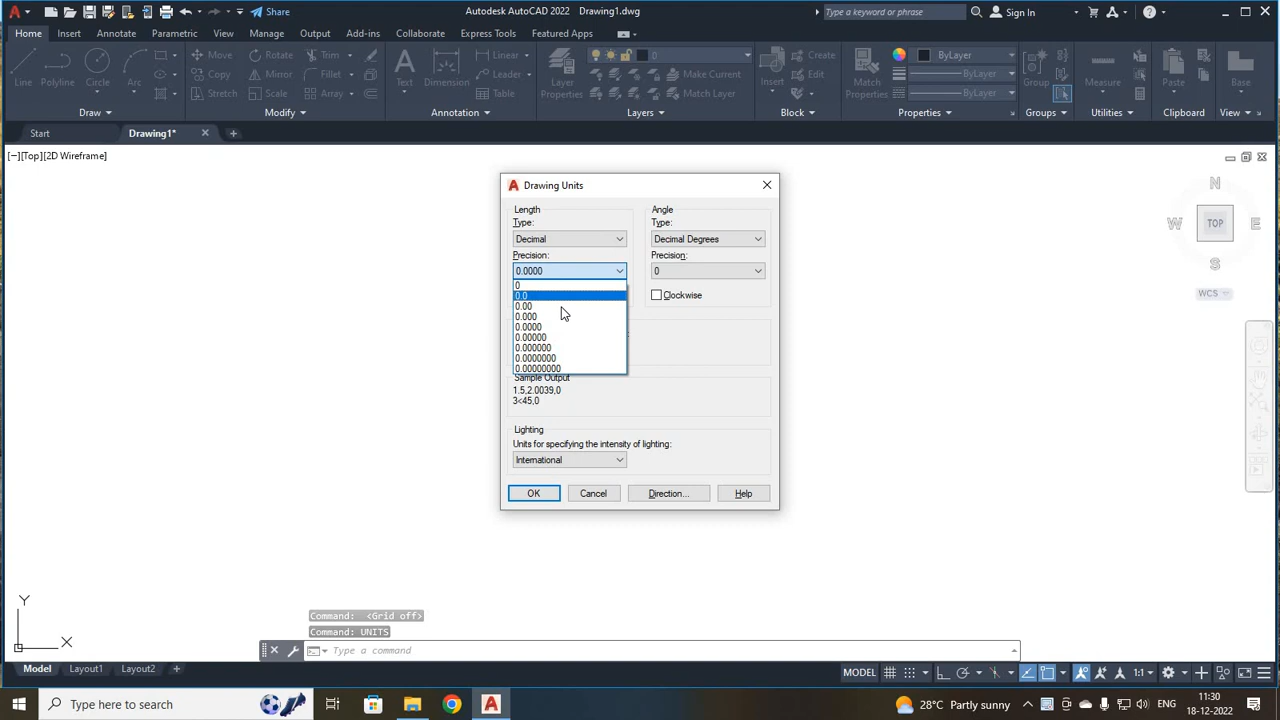 Share
Autodesk AutoCAD 2022 Drawing1.dwg
Type a keyword or phrase
Sign In
Home Insert Annotate Parametric View Manage Output Add-ins Collaborate Express Tools Featured Apps
Line
Polyline
Circle
Arc
Move
Copy
Stretch
Rotate
Mirror
Scale
Trim
Fillet
Array
Text
Dimension
Linear
Leader
Table
Layer
Properties
0
Make Current
Match Layer
Insert
Create
Edit
Match
Properties
ByLayer
ByLayer
ByLayer
Group
Measure
Paste
Base
Draw Modify Annotation Layers Block Properties Groups Utilities Clipboard View
Start Drawing1*
[−][Top][2D Wireframe]
N
W TOP E
S
WCS
Drawing Units
Length
Type:
Decimal
Precision:
0.0000
0
0.0
0.00
0.000
0.0000
0.00000
0.000000
0.0000000
0.00000000
Angle
Type:
Decimal Degrees
Precision:
0
Clockwise
Sample Output
1.5,2.0039,0
3<45,0
Lighting
Units for specifying the intensity of lighting:
International
OK Cancel Direction... Help
Y
X
Command: <Grid off>
Command: UNITS
Type a command
Model Layout1 Layout2
MODEL
1:1
Type here to search
28°C Partly sunny
ENG
11:30
18-12-2022